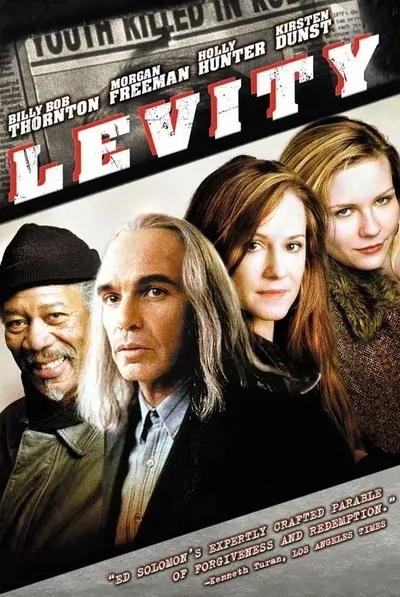 YOUTH KILLED IN
BILLY BOB
THORNTON
MORGAN
FREEMAN
HOLLY
HUNTER
KIRSTEN
DUNST
LEVITY
"ED SOLOMON'S EXPERTLY CRAFTED PARABLE
OF FORGIVENESS AND REDEMPTION."
–Kenneth Turan, LOS ANGELES TIMES